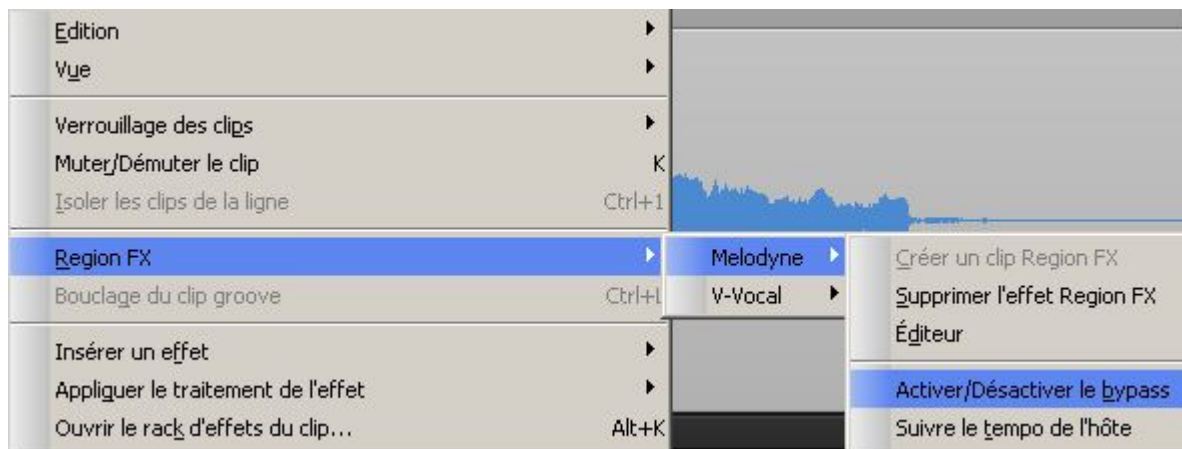 Edition
Vue
Verrouillage des clips
Muter/Démuter le clip K
Isoler les clips de la ligne Ctrl+1
Region FX
Bouclage du clip groove Ctrl+L
Insérer un effet
Appliquer le traitement de l'effet
Ouvrir le rack d'effets du clip... Alt+K
Melodyne
V-Vocal
Créer un clip Region FX
Supprimer l'effet Region FX
Éditeur
Activer/Désactiver le bypass
Suivre le tempo de l'hôte